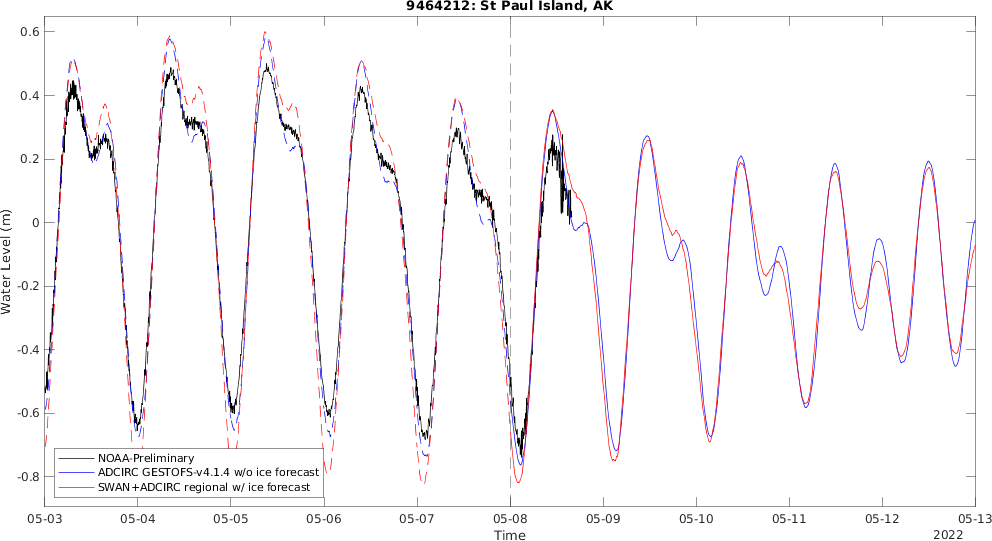 9464212: St Paul Island, AK
0.6
0.4
0.2
0
-0.2
-0.4
-0.6
-0.8
Water Level (m)
NOAA-Preliminary
ADCIRC GESTOFS-v4.1.4 w/o ice forecast
SWAN+ADCIRC regional w/ ice forecast
05-03 05-04 05-05 05-06 05-07 05-08 05-09 05-10 05-11 05-12 05-13
Time
2022